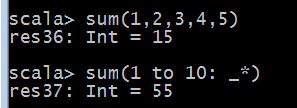 scala> sum(1,2,3,4,5)
res36: Int = 15
scala> sum(1 to 10: _*)
res37: Int = 55